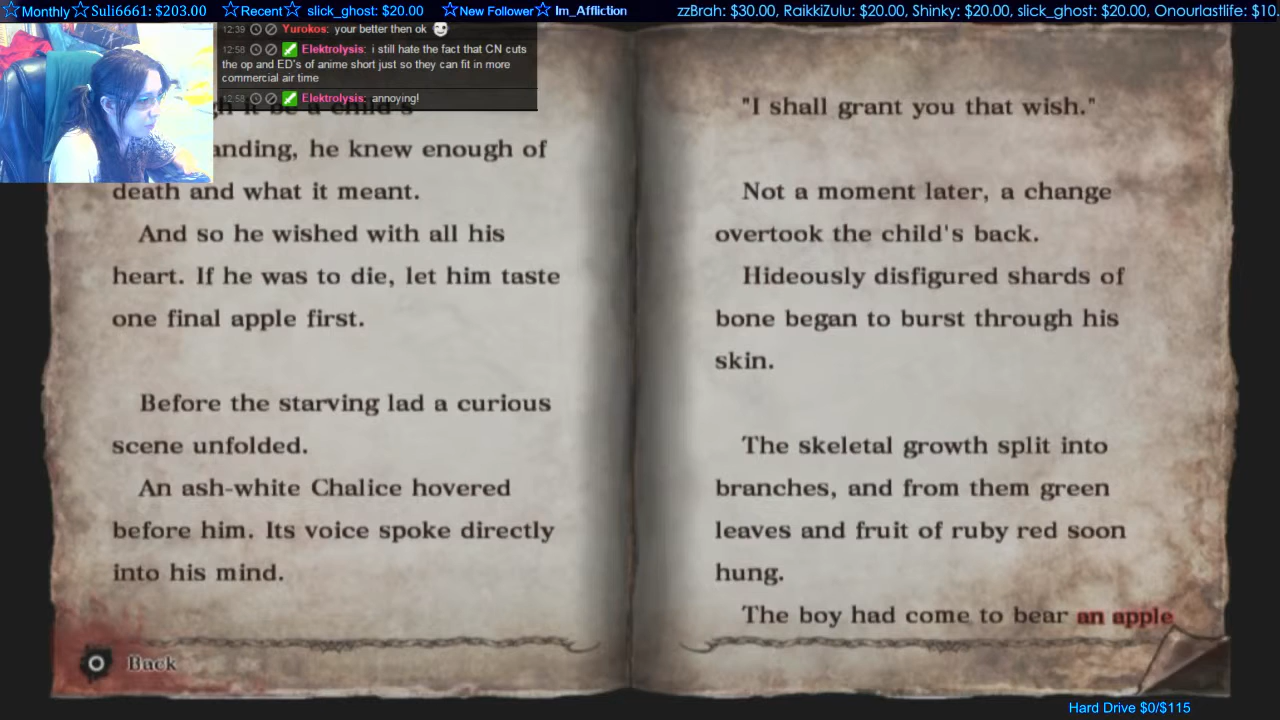 Monthly Suli6661: $203.00 Recent slick_ghost: $20.00 New Follower Im_Affliction zzBrah: $30.00, RaikkiZulu: $20.00, Shinky: $20.00, slick_ghost: $20.00, Onourlastlife: $10
12:39 Yurokos: your better then ok
12:58 Elektrolysis: i still hate the fact that CN cuts
the op and ED's of anime short just so they can fit in more
commercial air time
12:58 Elektrolysis: annoying!
be a child's
anding, he knew enough of
death and what it meant.
And so he wished with all his
heart. If he was to die, let him taste
one final apple first.
Before the starving lad a curious
scene unfolded.
An ash-white Chalice hovered
before him. Its voice spoke directly
into his mind.
Back
"I shall grant you that wish."
Not a moment later, a change
overtook the child's back.
Hideously disfigured shards of
bone began to burst through his
skin.
The skeletal growth split into
branches, and from them green
leaves and fruit of ruby red soon
hung.
The boy had come to bear an apple
Hard Drive $0/$115